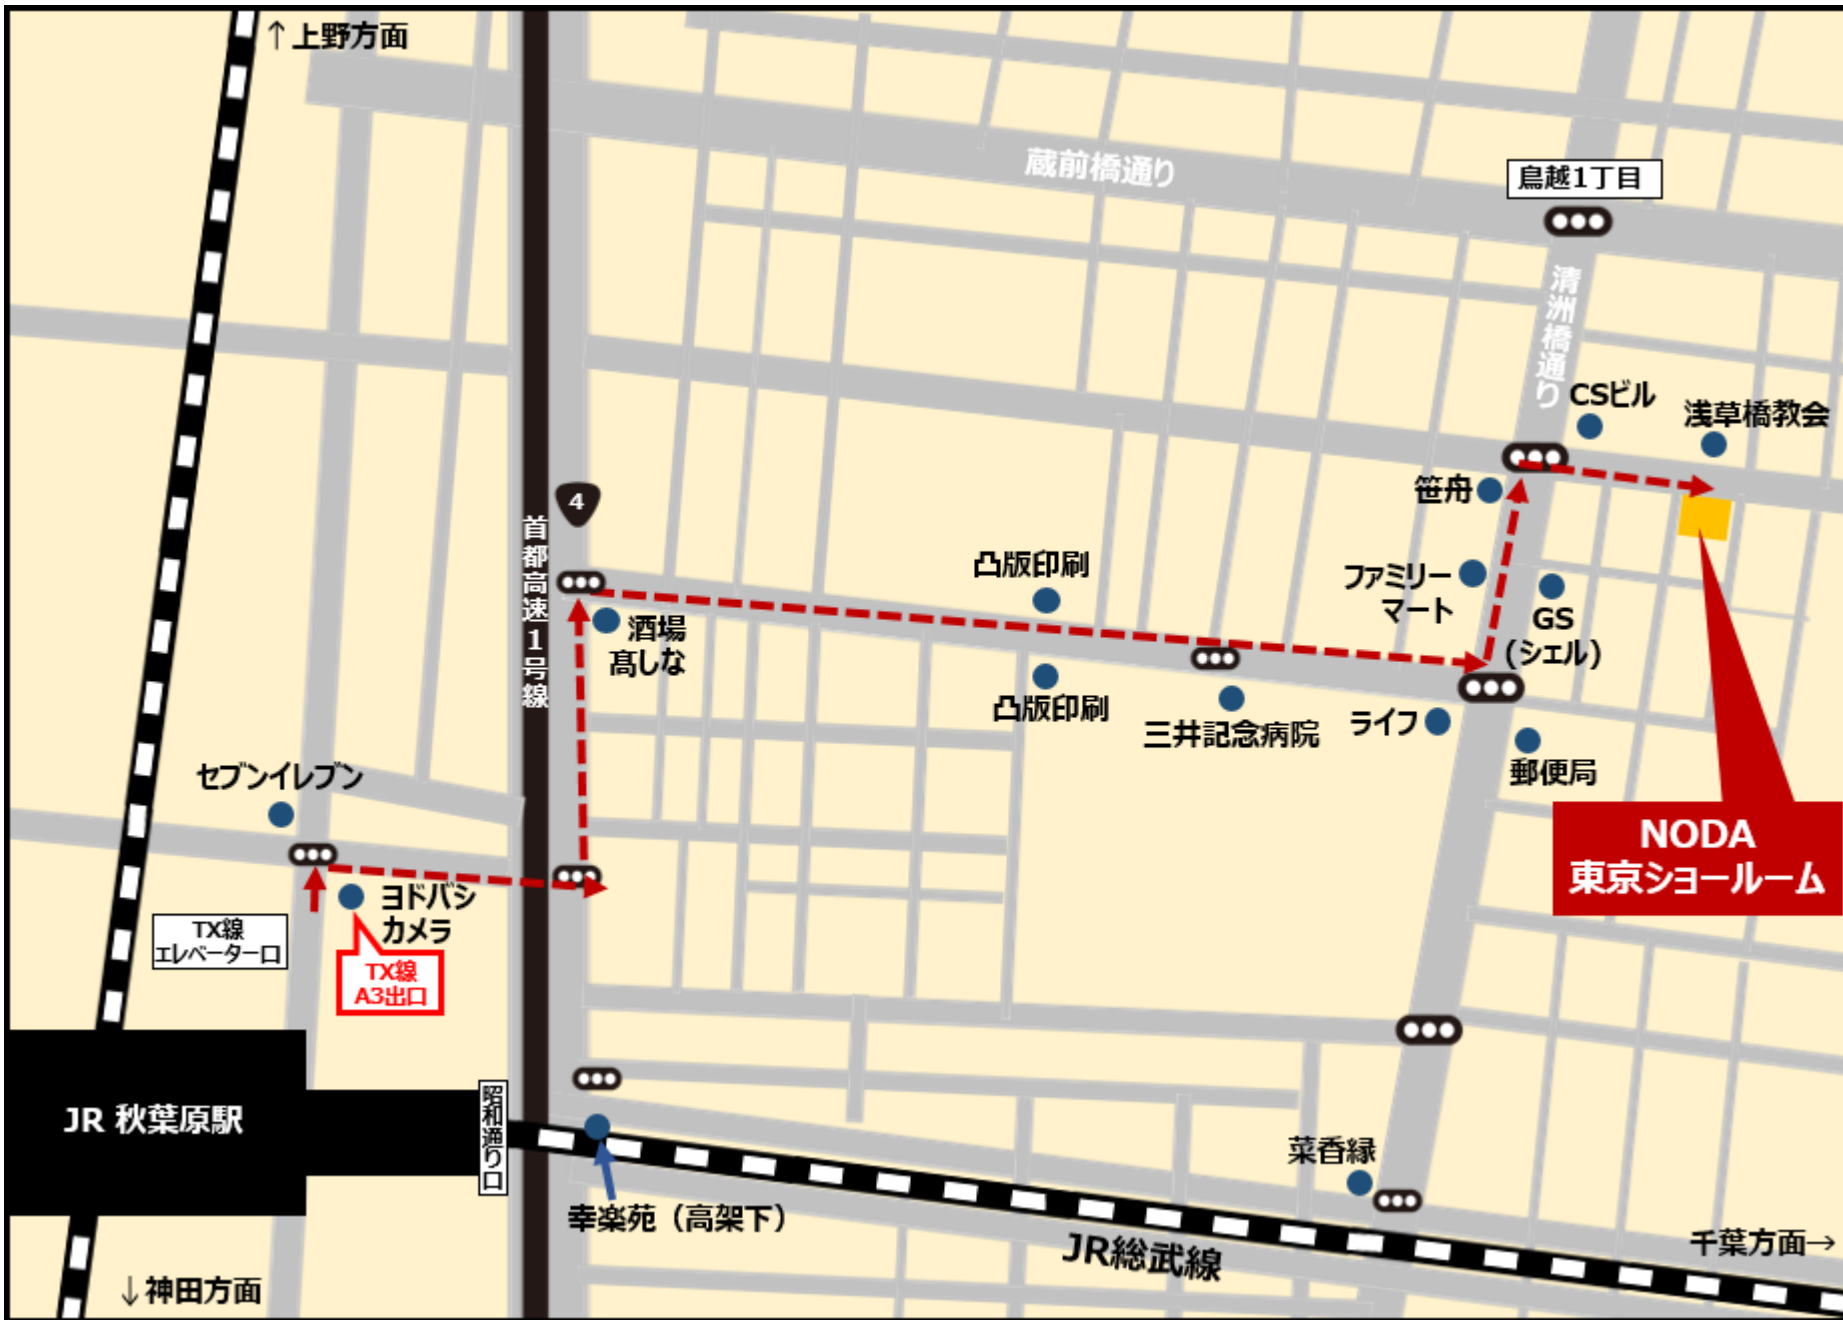 ↑上野方面
蔵前橋通り
鳥越1丁目
清洲橋通り
CSビル
浅草橋教会
笹舟
4
首都高速1号線
凸版印刷
ファミリー
マート
GS
(シェル)
酒場
髙しな
凸版印刷
三井記念病院
ライフ
郵便局
セブンイレブン
NODA
東京ショールーム
ヨドバシ
カメラ
TX線
エレベーター口
TX線
A3出口
JR 秋葉原駅
昭和通り口
菜香縁
幸楽苑（高架下）
JR総武線
千葉方面→
↓神田方面